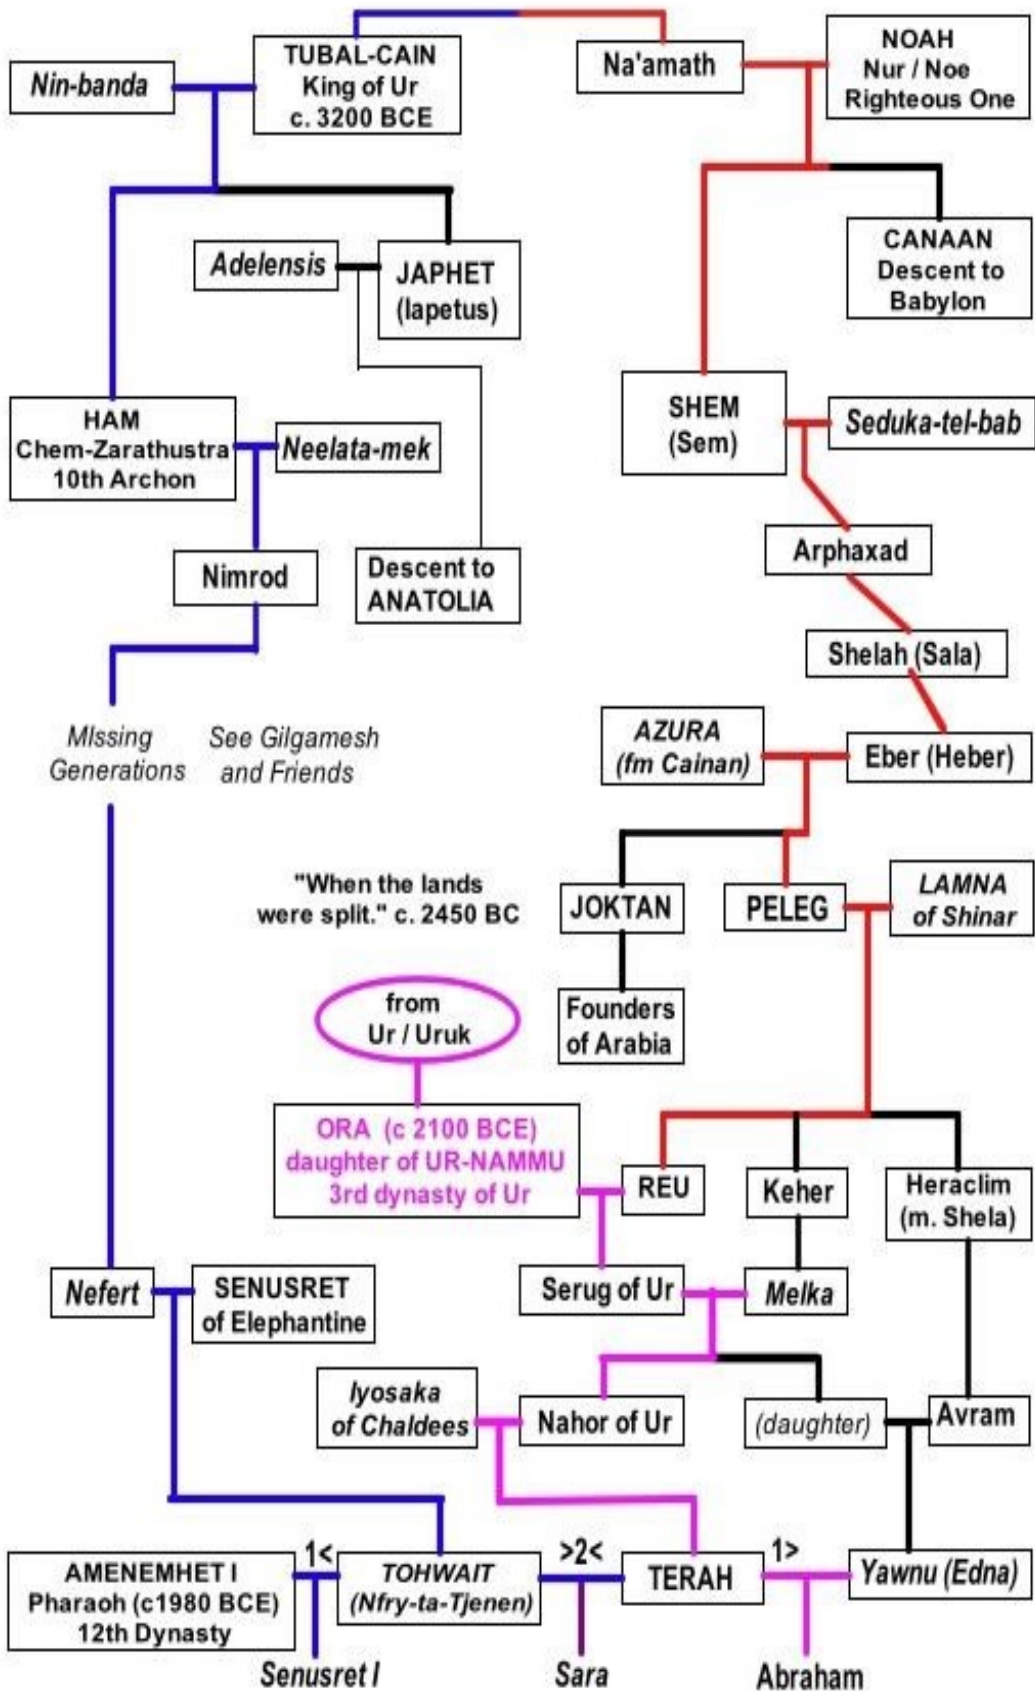 TUBAL-CAIN
King of Ur
c. 3200 BCE
Nin-banda
Na'amath
NOAH
Nur / Noe
Righteous One
Adelensis
JAPHET
(Iapetus)
CANAAN
Descent to
Babylon
HAM
Chem-Zarathustra
10th Archon
Neelata-mek
SHEM
(Sem)
Seduka-tel-bab
Nimrod
Descent to
ANATOLIA
Arphaxad
Shelah (Sala)
MIssing
Generations
See Gilgamesh
and Friends
AZURA
(fm Cainan)
Eber (Heber)
"When the lands
were split." c. 2450 BC
JOKTAN
PELEG
LAMNA
of Shinar
from
Ur / Uruk
Founders
of Arabia
ORA (c 2100 BCE)
daughter of UR-NAMMU
3rd dynasty of Ur
REU
Keher
Heraclim
(m. Shela)
Nefert
SENUSRET
of Elephantine
Serug of Ur
Melka
Iyosaka
of Chaldees
Nahor of Ur
(daughter)
Avram
AMENEMHET I
Pharaoh (c1980 BCE)
12th Dynasty
1<
TOHWAIT
(Nfry-ta-Tjenen)
>2<
TERAH
1>
Yawnu (Edna)
Senusret I
Sara
Abraham